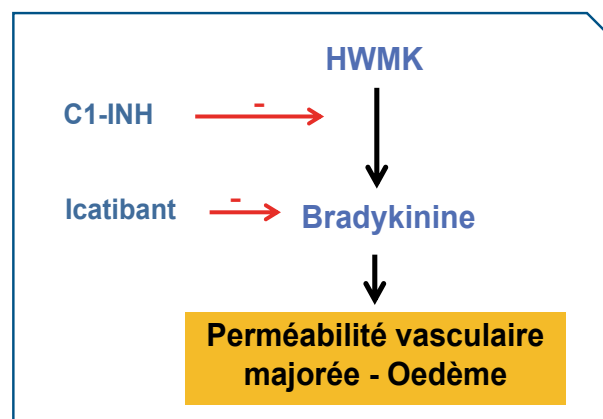 HWMK
C1-INH
-
Icatibant
-
Bradykinine
Perméabilité vasculaire
majorée - Oedème